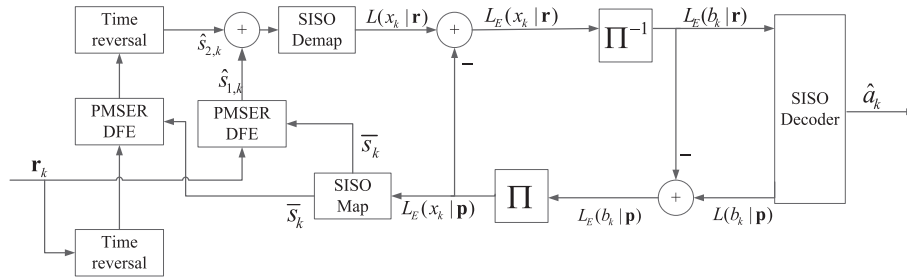 Time
reversal
ŝ_{2,k}
+
SISO
Demap
L(x_k | r)
+
−
L_E(x_k | r)
Π^{-1}
L_E(b_k | r)
ŝ_{1,k}
PMSER
DFE
PMSER
DFE
s̅_k
SISO
Decoder
â_k
r_k
s̅_k
SISO
Map
L_E(x_k | p)
Π
L_E(b_k | p)
−
+
L(b_k | p)
Time
reversal